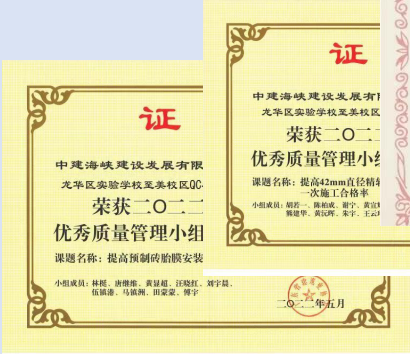 证
中建海峡建设发展有限
龙华区实验学校至美校区QC
荣获二〇二二
优秀质量管理小组
课题名称：提高预制砖胎膜安装
小组成员：林梃、唐继维、黄显超、汪晓红、刘宇晨、
伍镇港、马镇洲、田蒙蒙、傅宇
二〇二二年五月
证
中建海峡建设发展有限
龙华区实验学校至美校区
荣获二〇二二
优秀质量管理小组
课题名称：提高42mm直径精轧
一次施工合格率
小组成员：胡若一、陈柏成、谢宁、黄宣
熊建华、黄沅晖、朱宇、王云